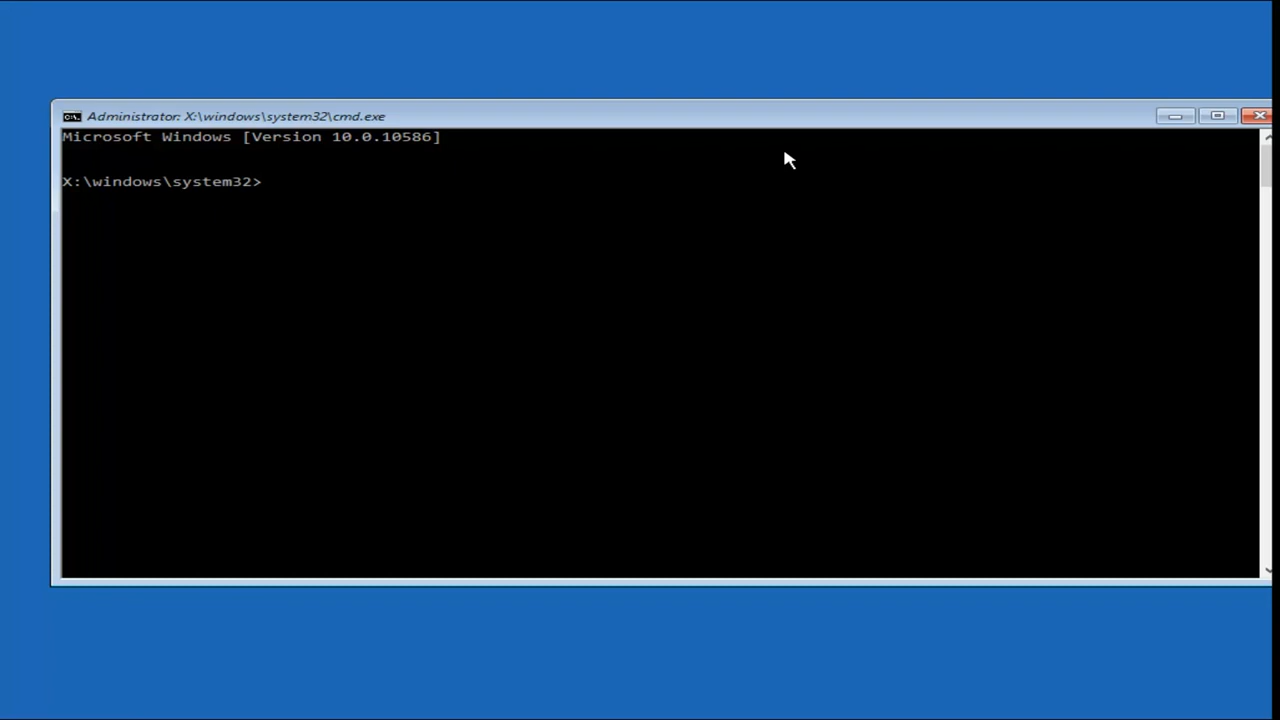 Administrator: X:\windows\system32\cmd.exe
Microsoft Windows [Version 10.0.10586]
X:\windows\system32>